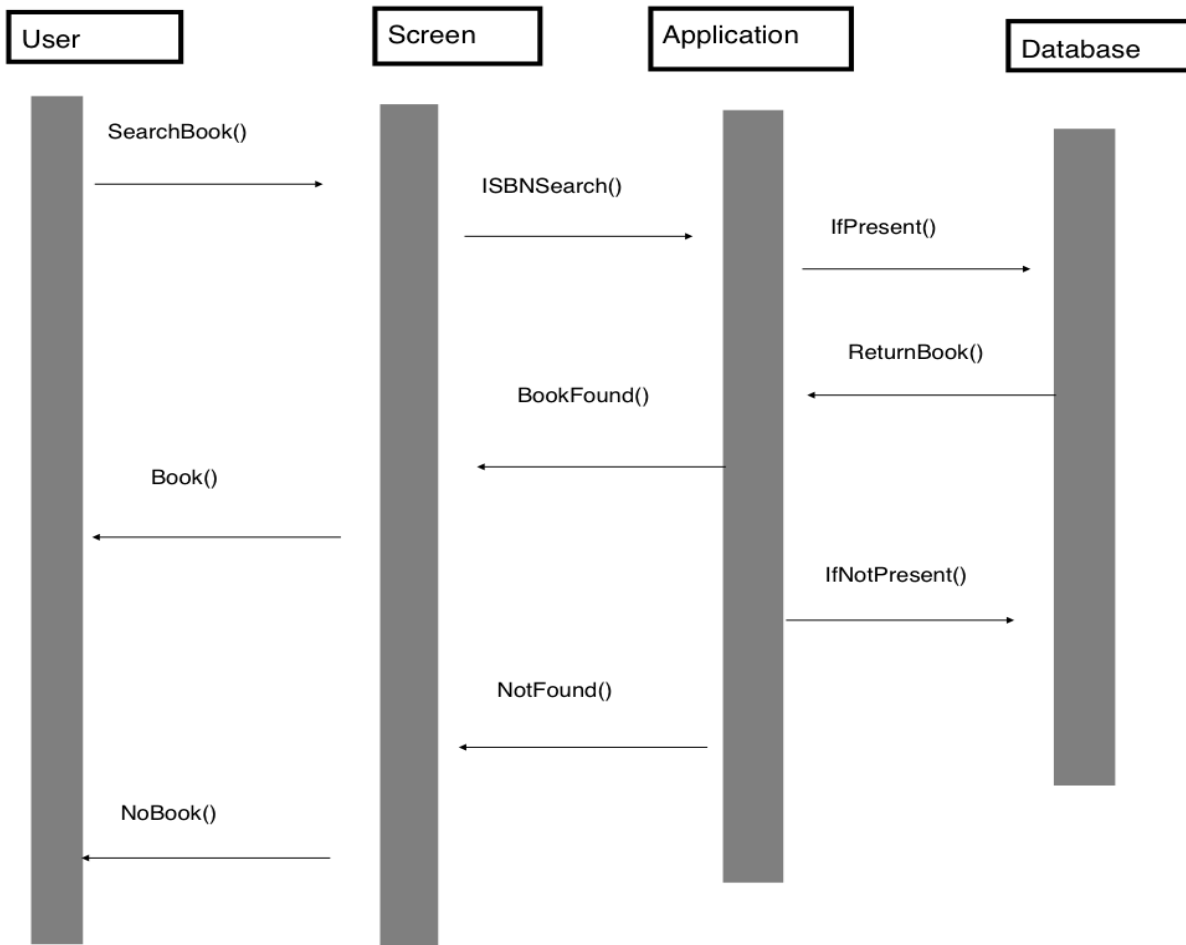 User
Screen
Application
Database
SearchBook()
ISBNSearch()
IfPresent()
ReturnBook()
BookFound()
Book()
IfNotPresent()
NotFound()
NoBook()